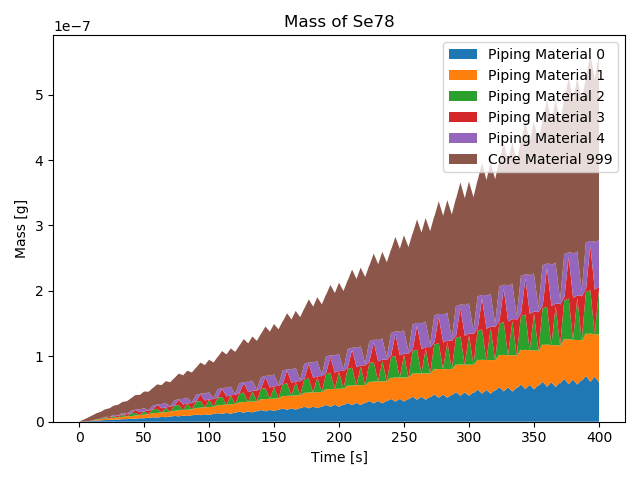 Mass of Se78
1e−7
Piping Material 0
Piping Material 1
Piping Material 2
Piping Material 3
Piping Material 4
Core Material 999
5
4
3
2
1
0
Mass [g]
0 50 100 150 200 250 300 350 400
Time [s]